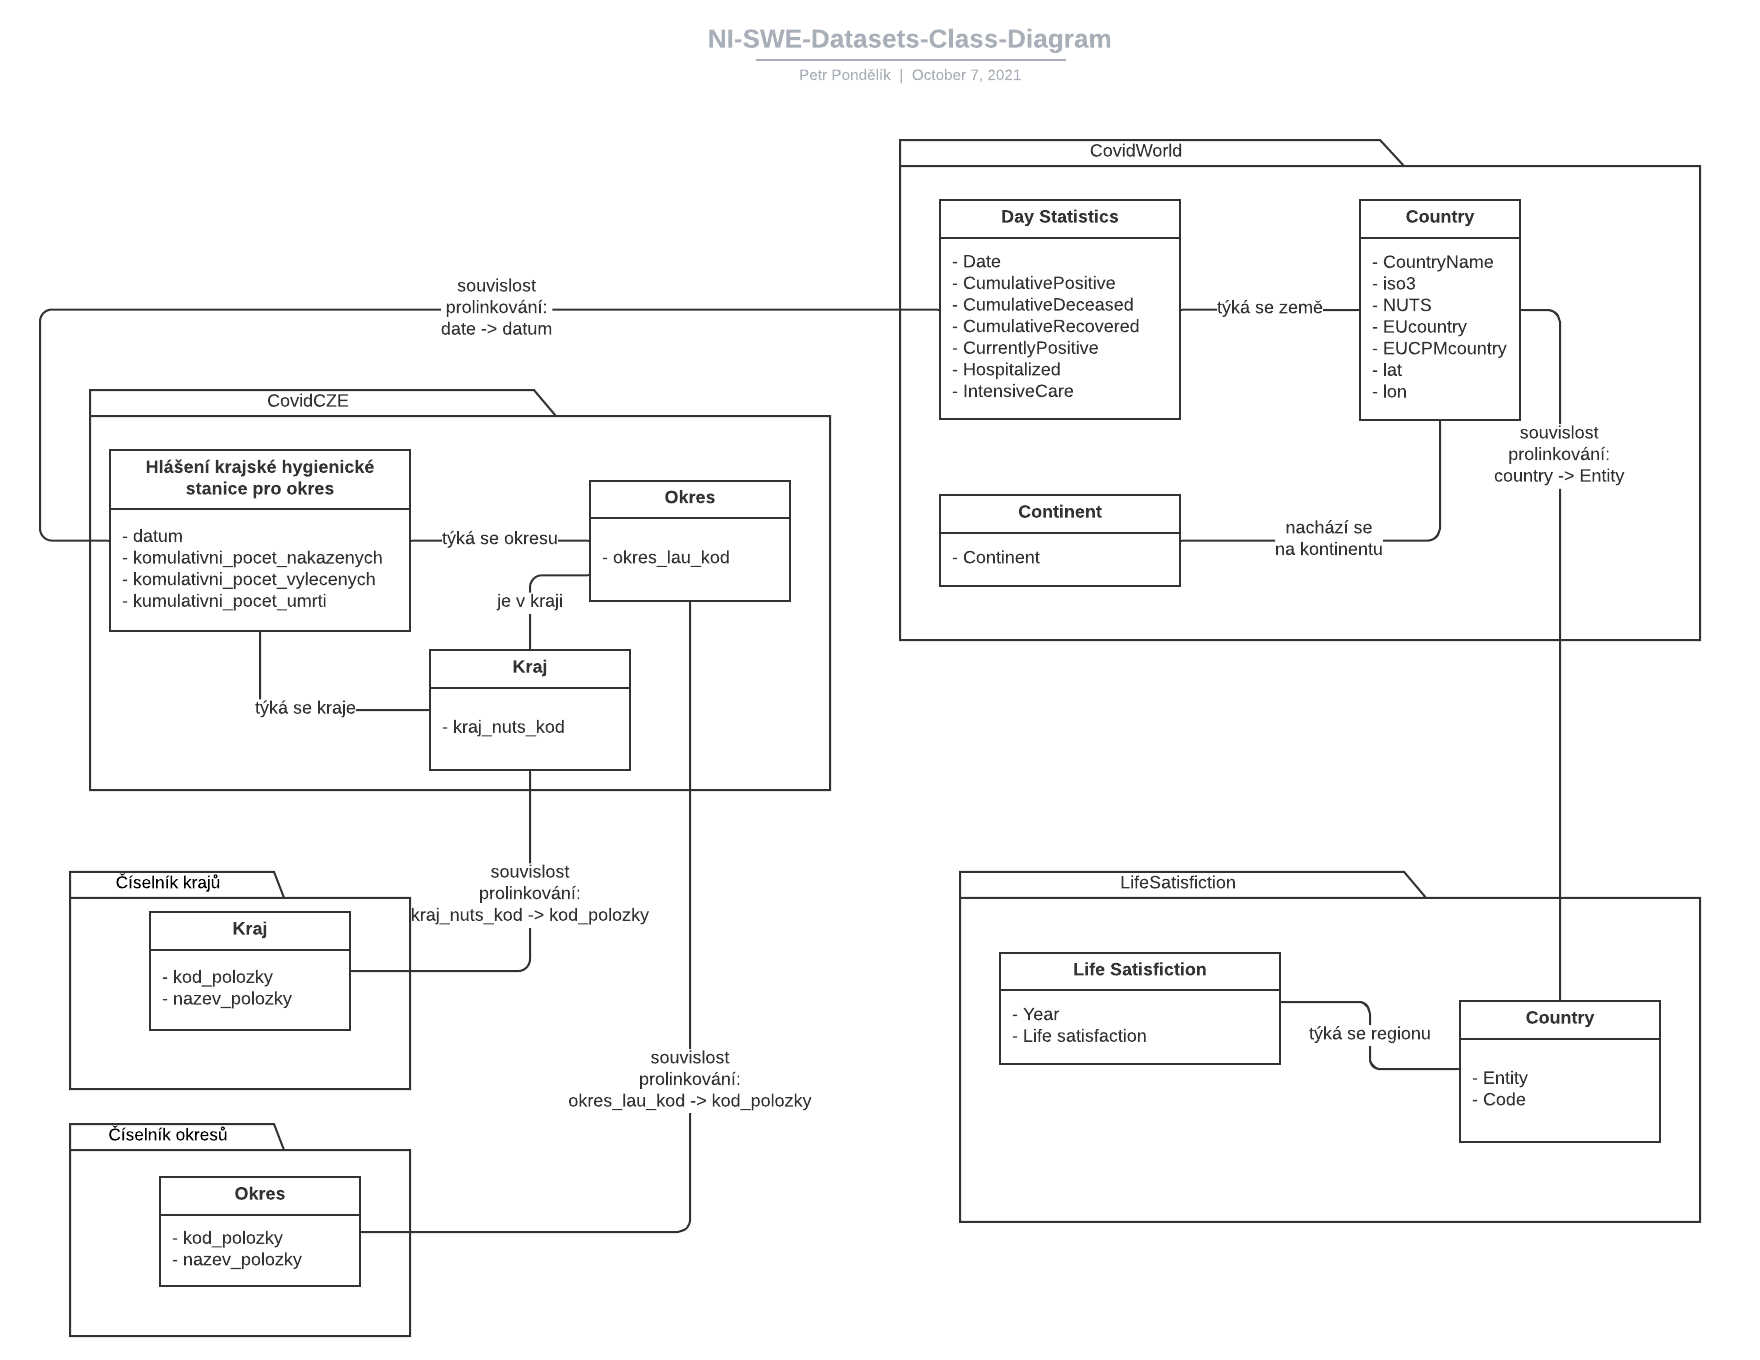 NI-SWE-Datasets-Class-Diagram
Petr Pondělík | October 7, 2021
CovidWorld
Day Statistics
- Date
- CumulativePositive
- CumulativeDeceased
- CumulativeRecovered
- CurrentlyPositive
- Hospitalized
- IntensiveCare
týká se země
Country
- CountryName
- iso3
- NUTS
- EUcountry
- EUCPMcountry
- lat
- lon
souvislost
prolinkování:
date -> datum
souvislost
prolinkování:
country -> Entity
Continent
- Continent
nachází se
na kontinentu
CovidCZE
Hlášení krajské hygienické
stanice pro okres
- datum
- komulativni_pocet_nakazenych
- komulativni_pocet_vylecenych
- kumulativni_pocet_umrti
týká se okresu
Okres
- okres_lau_kod
je v kraji
Kraj
- kraj_nuts_kod
týká se kraje
souvislost
prolinkování:
kraj_nuts_kod -> kod_polozky
Číselník krajů
Kraj
- kod_polozky
- nazev_polozky
souvislost
prolinkování:
okres_lau_kod -> kod_polozky
Číselník okresů
Okres
- kod_polozky
- nazev_polozky
LifeSatisfiction
Life Satisfiction
- Year
- Life satisfaction
týká se regionu
Country
- Entity
- Code